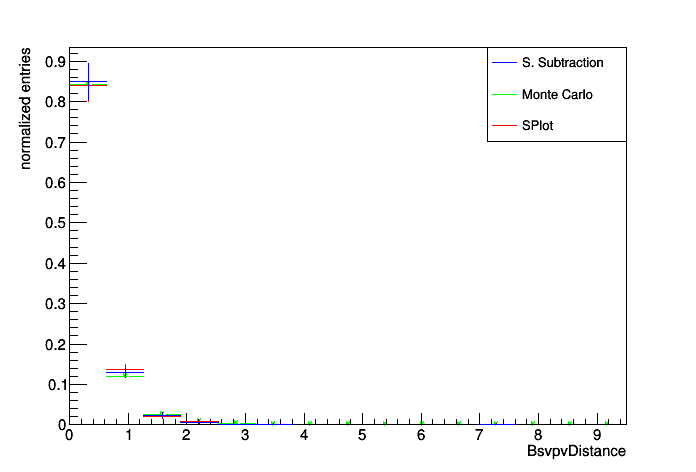 normalized entries
0.9
0.8
0.7
0.6
0.5
0.4
0.3
0.2
0.1
0
S. Subtraction
Monte Carlo
SPlot
0 1 2 3 4 5 6 7 8 9
BsvpvDistance